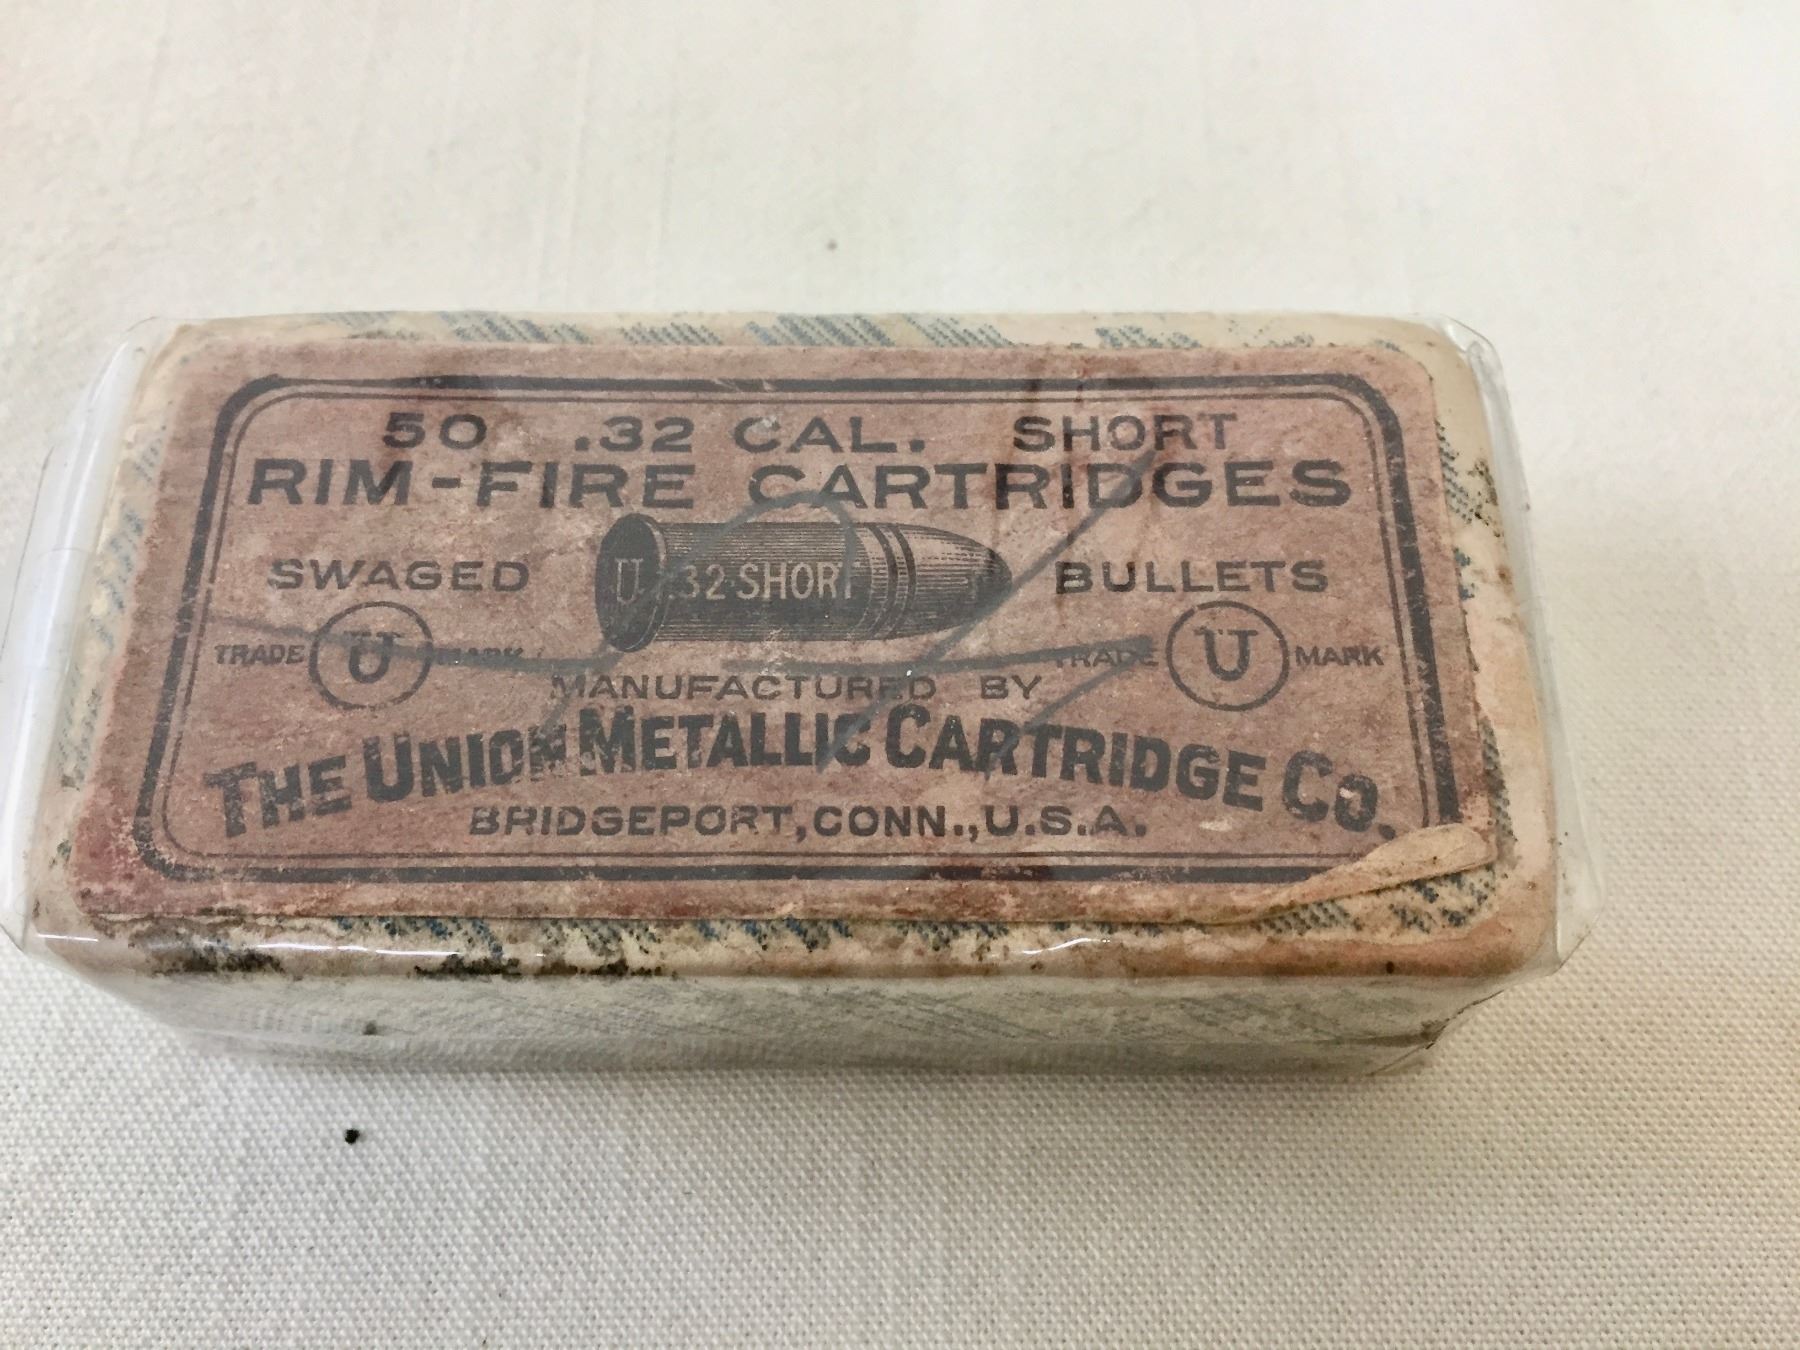 50 .32 CAL. SHORT
RIM-FIRE CARTRIDGES
SWAGED U .32-SHORT BULLETS
TRADE U MARK TRADE U MARK
MANUFACTURED BY
THE UNION METALLIC CARTRIDGE CO.
BRIDGEPORT, CONN., U.S.A.